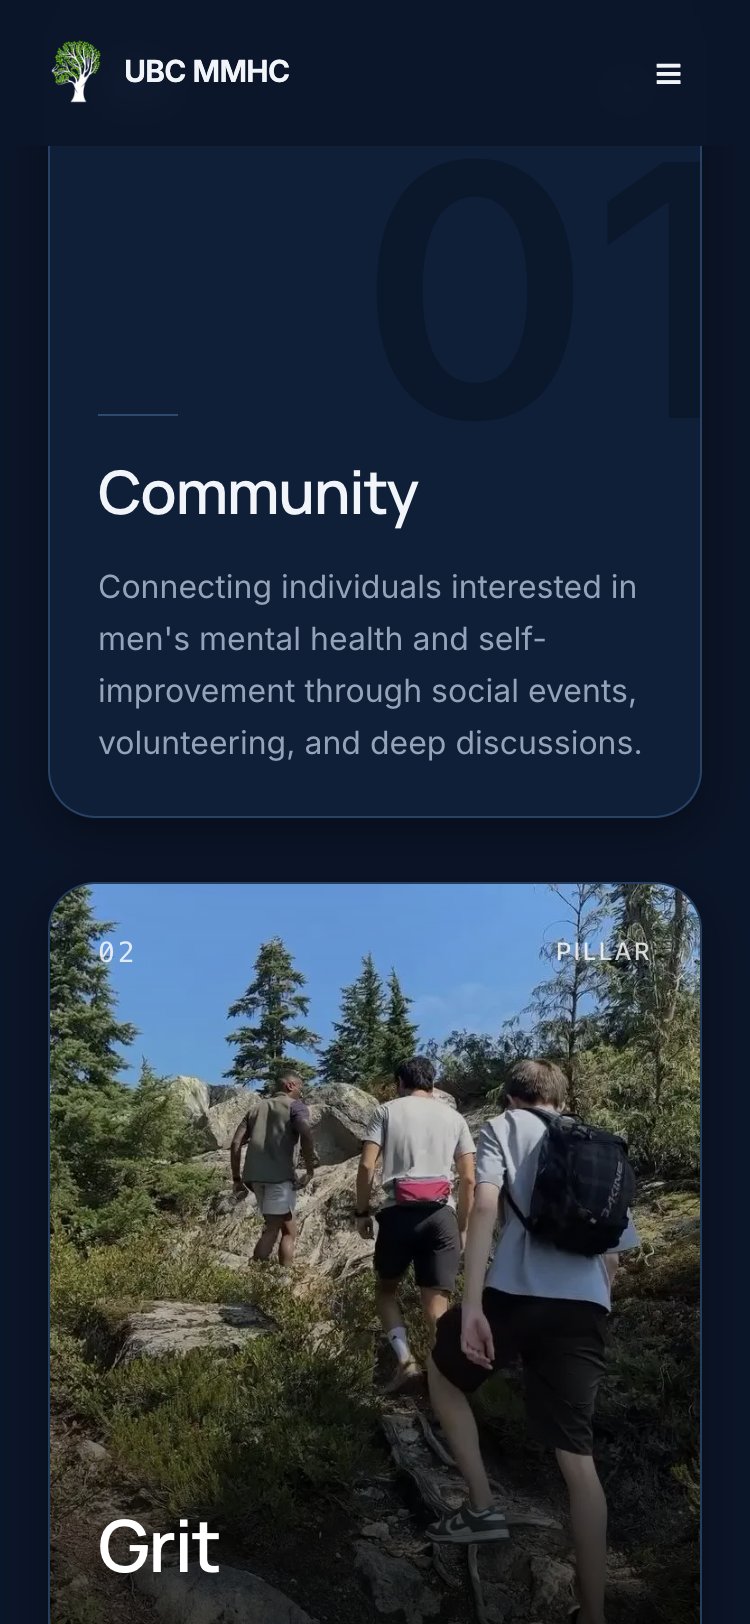 UBC MMHC
01
Community
Connecting individuals interested in
men's mental health and self-
improvement through social events,
volunteering, and deep discussions.
02
PILLAR
DAKINE
Grit